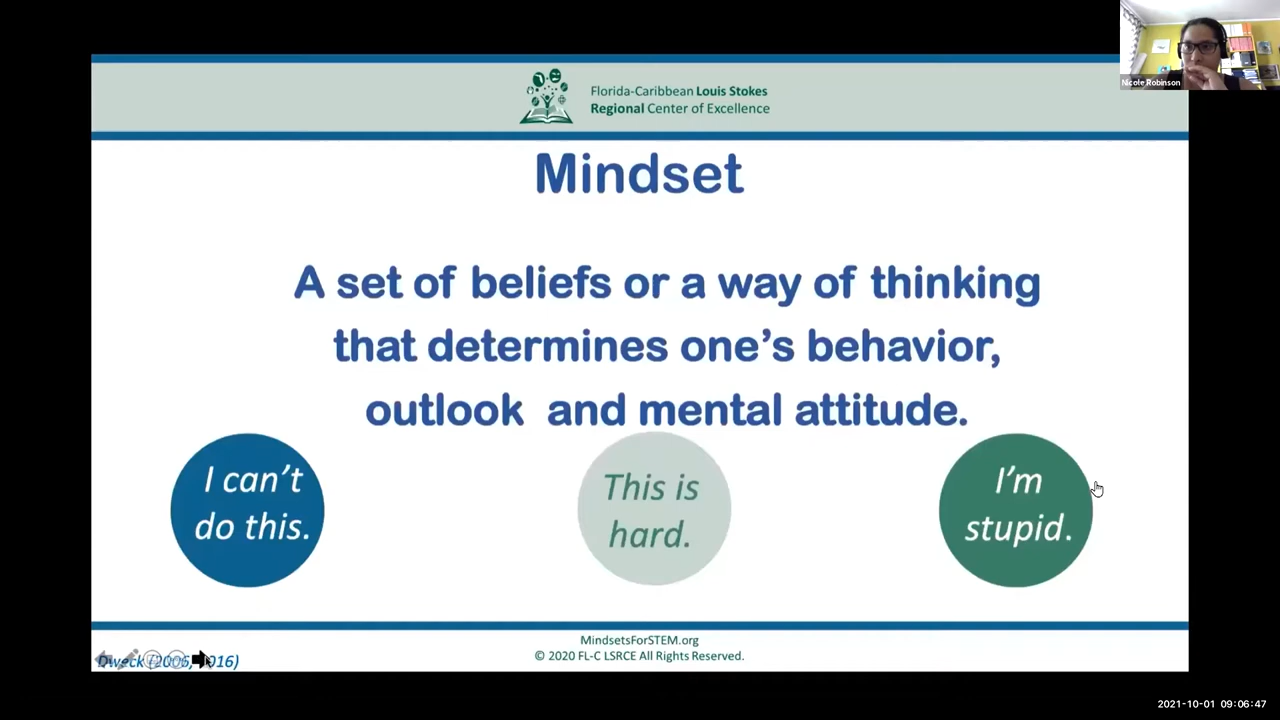 Florida-Caribbean Louis Stokes
Regional Center of Excellence
Nicole Robinson
Mindset
A set of beliefs or a way of thinking
that determines one's behavior,
outlook and mental attitude.
I can't
do this.
This is
hard.
I'm
stupid.
MindsetsForSTEM.org
© 2020 FL-C LSRCE All Rights Reserved.
Dweck (2006, 2016)
2021-10-01 09:06:47